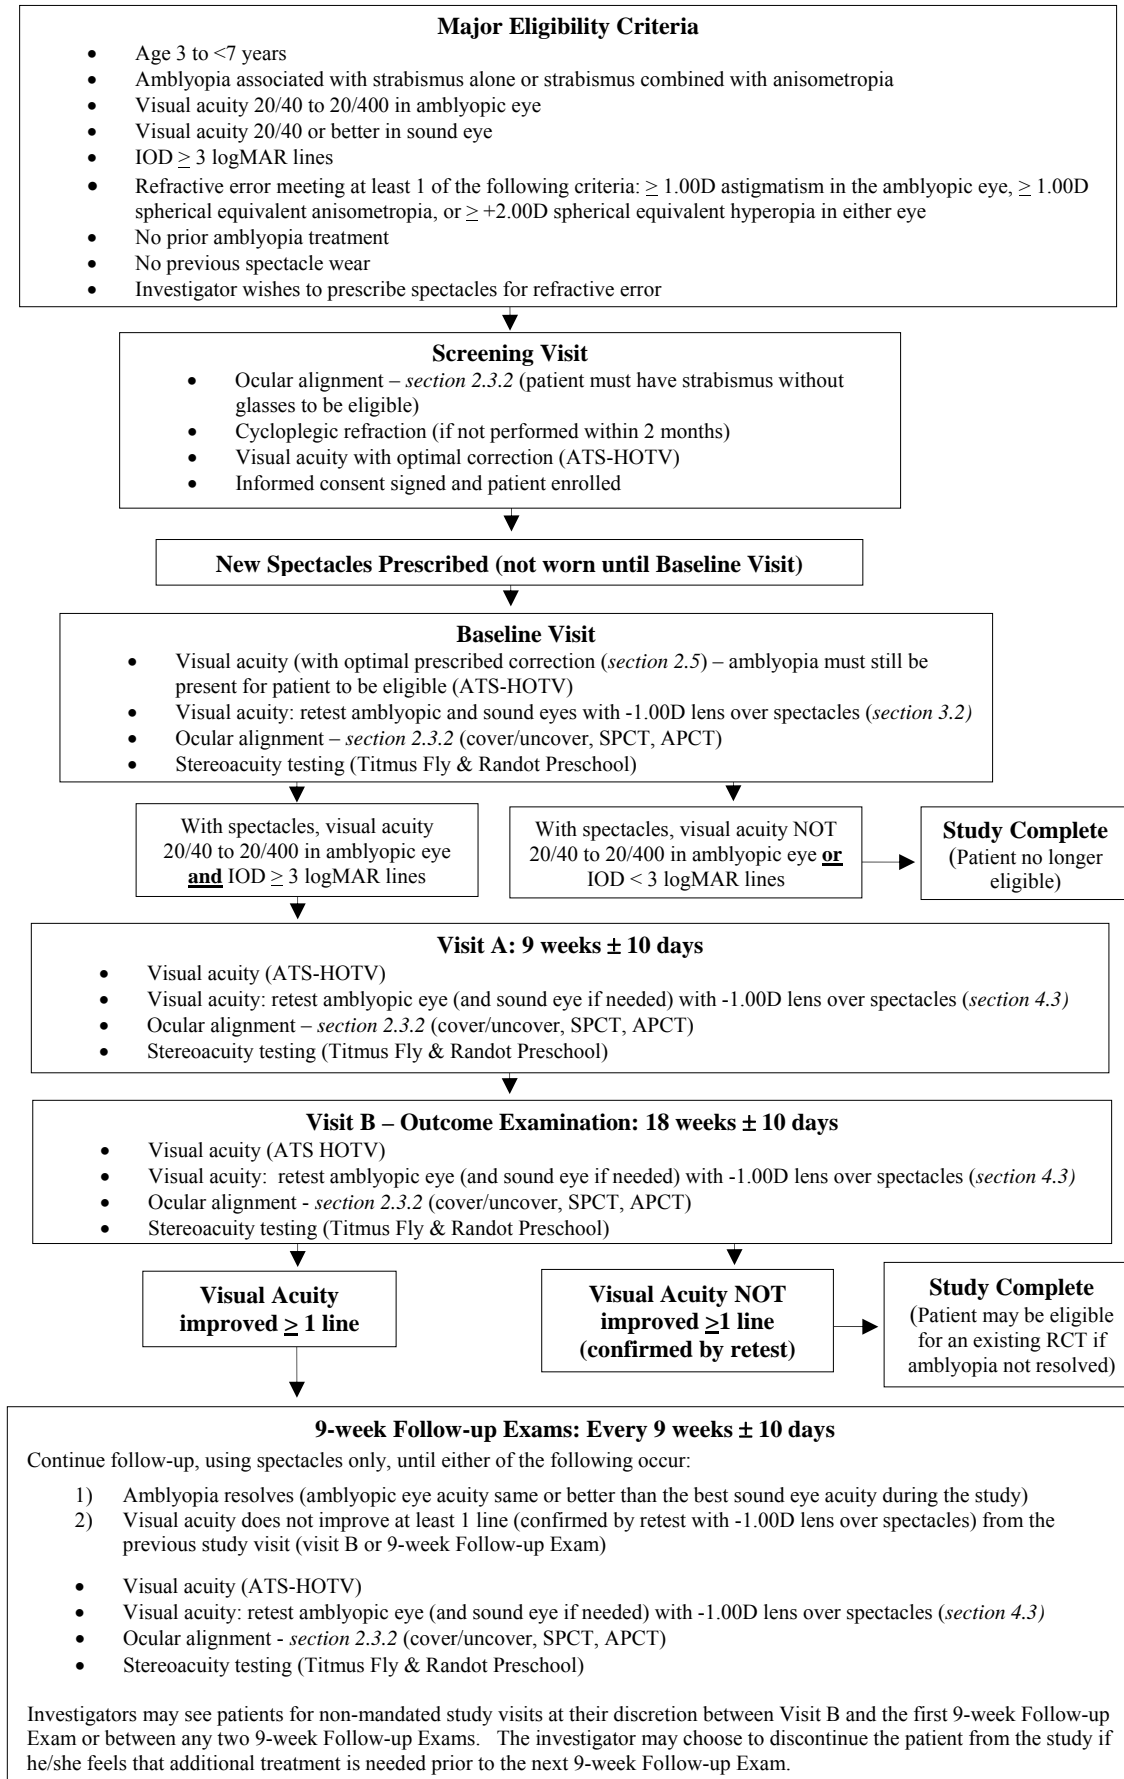 Major Eligibility Criteria
• Age 3 to <7 years
• Amblyopia associated with strabismus alone or strabismus combined with anisometropia
• Visual acuity 20/40 to 20/400 in amblyopic eye
• Visual acuity 20/40 or better in sound eye
• IOD ≥ 3 logMAR lines
• Refractive error meeting at least 1 of the following criteria: ≥ 1.00D astigmatism in the amblyopic eye, ≥ 1.00D
spherical equivalent anisometropia, or ≥ +2.00D spherical equivalent hyperopia in either eye
• No prior amblyopia treatment
• No previous spectacle wear
• Investigator wishes to prescribe spectacles for refractive error
Screening Visit
• Ocular alignment – section 2.3.2 (patient must have strabismus without
glasses to be eligible)
• Cycloplegic refraction (if not performed within 2 months)
• Visual acuity with optimal correction (ATS-HOTV)
• Informed consent signed and patient enrolled
New Spectacles Prescribed (not worn until Baseline Visit)
Baseline Visit
• Visual acuity (with optimal prescribed correction (section 2.5) – amblyopia must still be
present for patient to be eligible (ATS-HOTV)
• Visual acuity: retest amblyopic and sound eyes with -1.00D lens over spectacles (section 3.2)
• Ocular alignment – section 2.3.2 (cover/uncover, SPCT, APCT)
• Stereoacuity testing (Titmus Fly & Randot Preschool)
With spectacles, visual acuity
20/40 to 20/400 in amblyopic eye
and IOD ≥ 3 logMAR lines
With spectacles, visual acuity NOT
20/40 to 20/400 in amblyopic eye or
IOD < 3 logMAR lines
Study Complete
(Patient no longer
eligible)
Visit A: 9 weeks ± 10 days
• Visual acuity (ATS-HOTV)
• Visual acuity: retest amblyopic eye (and sound eye if needed) with -1.00D lens over spectacles (section 4.3)
• Ocular alignment – section 2.3.2 (cover/uncover, SPCT, APCT)
• Stereoacuity testing (Titmus Fly & Randot Preschool)
Visit B – Outcome Examination: 18 weeks ± 10 days
• Visual acuity (ATS HOTV)
• Visual acuity: retest amblyopic eye (and sound eye if needed) with -1.00D lens over spectacles (section 4.3)
• Ocular alignment - section 2.3.2 (cover/uncover, SPCT, APCT)
• Stereoacuity testing (Titmus Fly & Randot Preschool)
Visual Acuity
improved ≥ 1 line
Visual Acuity NOT
improved ≥1 line
(confirmed by retest)
Study Complete
(Patient may be eligible
for an existing RCT if
amblyopia not resolved)
9-week Follow-up Exams: Every 9 weeks ± 10 days
Continue follow-up, using spectacles only, until either of the following occur:
1) Amblyopia resolves (amblyopic eye acuity same or better than the best sound eye acuity during the study)
2) Visual acuity does not improve at least 1 line (confirmed by retest with -1.00D lens over spectacles) from the
previous study visit (visit B or 9-week Follow-up Exam)
• Visual acuity (ATS-HOTV)
• Visual acuity: retest amblyopic eye (and sound eye if needed) with -1.00D lens over spectacles (section 4.3)
• Ocular alignment - section 2.3.2 (cover/uncover, SPCT, APCT)
• Stereoacuity testing (Titmus Fly & Randot Preschool)
Investigators may see patients for non-mandated study visits at their discretion between Visit B and the first 9-week Follow-up
Exam or between any two 9-week Follow-up Exams. The investigator may choose to discontinue the patient from the study if
he/she feels that additional treatment is needed prior to the next 9-week Follow-up Exam.